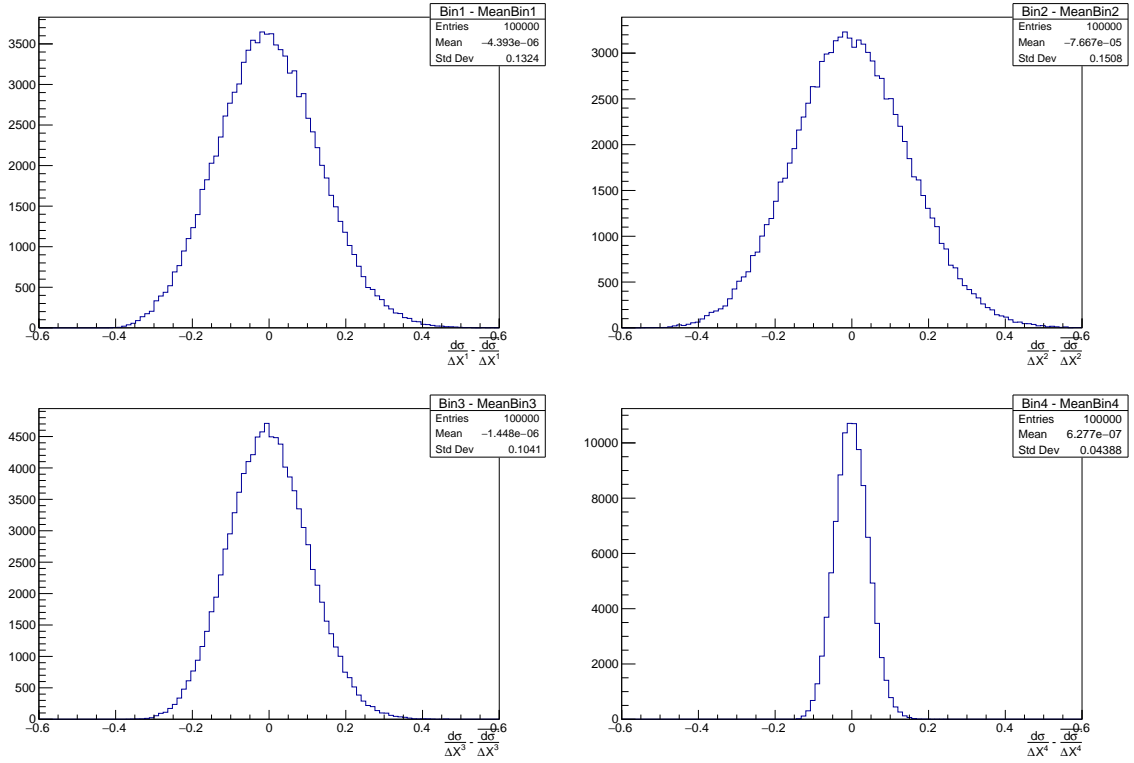 Bin1 - MeanBin1
Entries 100000
Mean −4.393e−06
Std Dev 0.1324
3500
3000
2500
2000
1500
1000
500
0
−0.6 −0.4 −0.2 0 0.2 0.4 0.6
dσ/ΔX¹ - dσ/ΔX¹
Bin2 - MeanBin2
Entries 100000
Mean −7.667e−05
Std Dev 0.1508
3000
2500
2000
1500
1000
500
0
−0.6 −0.4 −0.2 0 0.2 0.4 0.6
dσ/ΔX² - dσ/ΔX²
Bin3 - MeanBin3
Entries 100000
Mean −1.448e−06
Std Dev 0.1041
4500
4000
3500
3000
2500
2000
1500
1000
500
0
−0.6 −0.4 −0.2 0 0.2 0.4 0.6
dσ/ΔX³ - dσ/ΔX³
Bin4 - MeanBin4
Entries 100000
Mean 6.277e−07
Std Dev 0.04388
10000
8000
6000
4000
2000
0
−0.6 −0.4 −0.2 0 0.2 0.4 0.6
dσ/ΔX⁴ - dσ/ΔX⁴